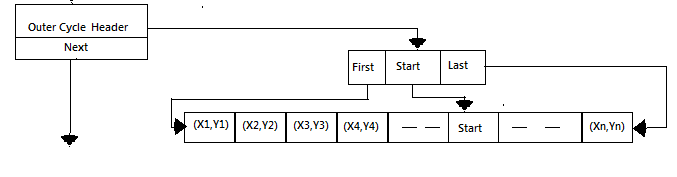 Outer Cycle Header
Next
First Start Last
(X1,Y1) (X2,Y2) (X3,Y3) (X4,Y4) — — Start — — (Xn,Yn)